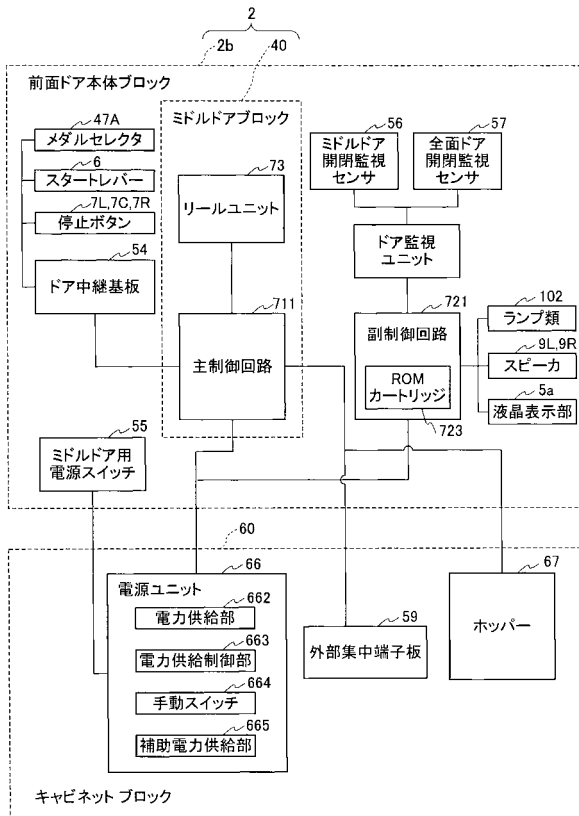 2
2b
40
前面ドア本体ブロック
47A
メダルセレクタ
6
スタートレバー
7L,7C,7R
停止ボタン
54
ドア中継基板
ミドルドアブロック
73
リールユニット
711
主制御回路
56
ミドルドア
開閉監視
センサ
57
全面ドア
開閉監視
センサ
ドア監視
ユニット
721
副制御回路
ROM
カートリッジ
723
102
ランプ類
9L,9R
スピーカ
5a
液晶表示部
55
ミドルドア用
電源スイッチ
60
66
電源ユニット
662
電力供給部
663
電力供給制御部
664
手動スイッチ
665
補助電力供給部
59
外部集中端子板
67
ホッパー
キャビネット ブロック